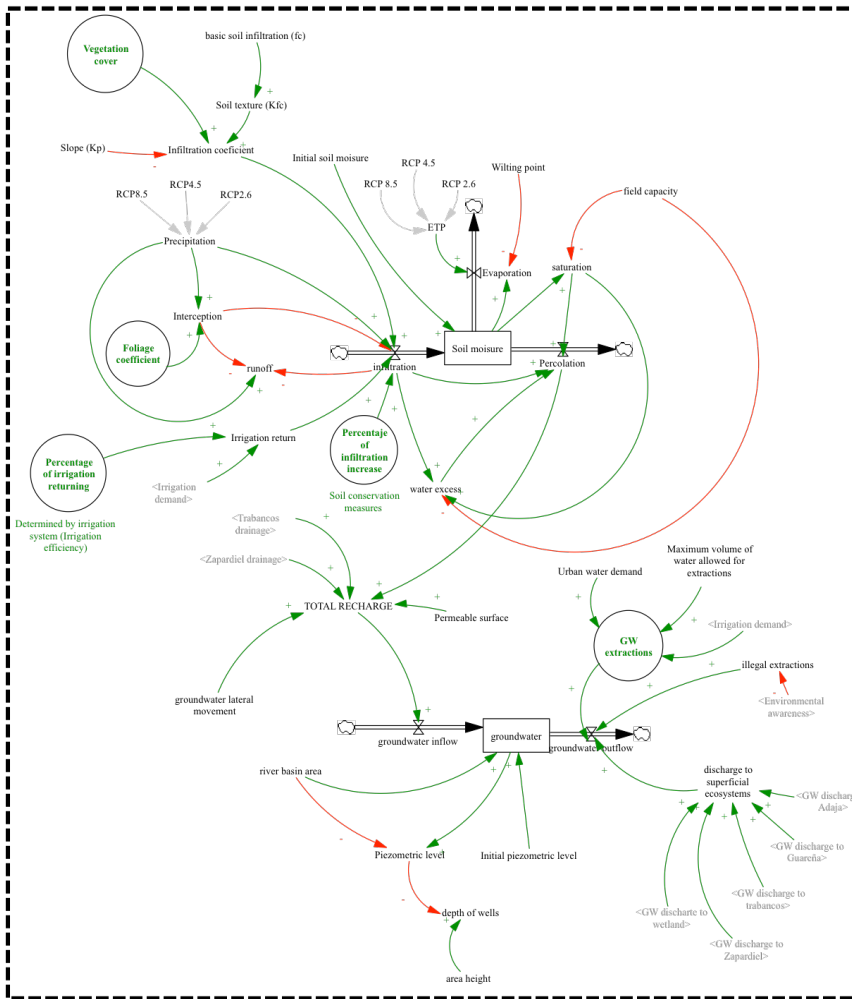 Vegetation
cover
basic soil infiltration (fc)
Soil texture (Kfc)
Slope (Kp)
Infiltration coeficient
Initial soil moisure
RCP8.5
RCP4.5
RCP2.6
Precipitation
RCP 8.5
RCP 4.5
RCP 2.6
ETP
Wilting point
field capacity
Evaporation
saturation
Interception
Foliage
coefficient
runoff
infiltration
Soil moisure
Percolation
Percentage
of irrigation
returning
Irrigation return
<Irrigation
demand>
Determined by irrigation
system (Irrigation
efficiency)
Percentaje
of
infiltration
increase
Soil conservation
measures
water excess
<Trabancos
drainage>
<Zapardiel drainage>
TOTAL RECHARGE
Permeable surface
groundwater lateral
movement
Urban water demand
Maximum volume of
water allowed for
extractions
GW
extractions
<Irrigation demand>
illegal extractions
<Environmental
awareness>
groundwater inflow
groundwater
groundwater outflow
river basin area
Piezometric level
Initial piezometric level
depth of wells
area height
discharge to
superficial
ecosystems
<GW discharg
Adaja>
<GW discharge to
Guareña>
<GW discharge to
trabancos>
<GW discharte to
wetland>
<GW discharge to
Zapardiel>